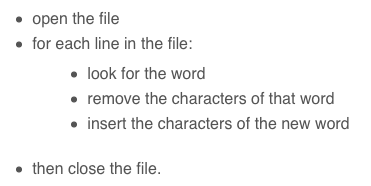 • open the file
• for each line in the file:
• look for the word
• remove the characters of that word
• insert the characters of the new word
• then close the file.